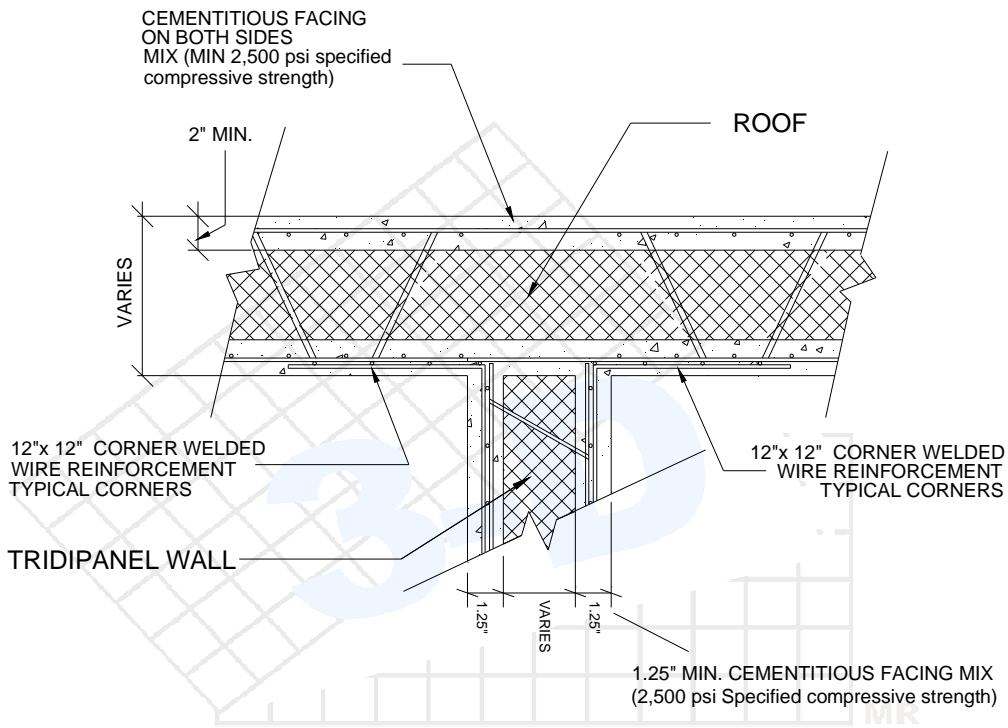 CEMENTITIOUS FACING
ON BOTH SIDES
MIX (MIN 2,500 psi specified
compressive strength)
2" MIN.
ROOF
VARIES
12"x 12" CORNER WELDED
WIRE REINFORCEMENT
TYPICAL CORNERS
12"x 12" CORNER WELDED
WIRE REINFORCEMENT
TYPICAL CORNERS
TRIDIPANEL WALL
1.25"
VARIES
1.25"
1.25" MIN. CEMENTITIOUS FACING MIX
(2,500 psi Specified compressive strength)
3-D
MR